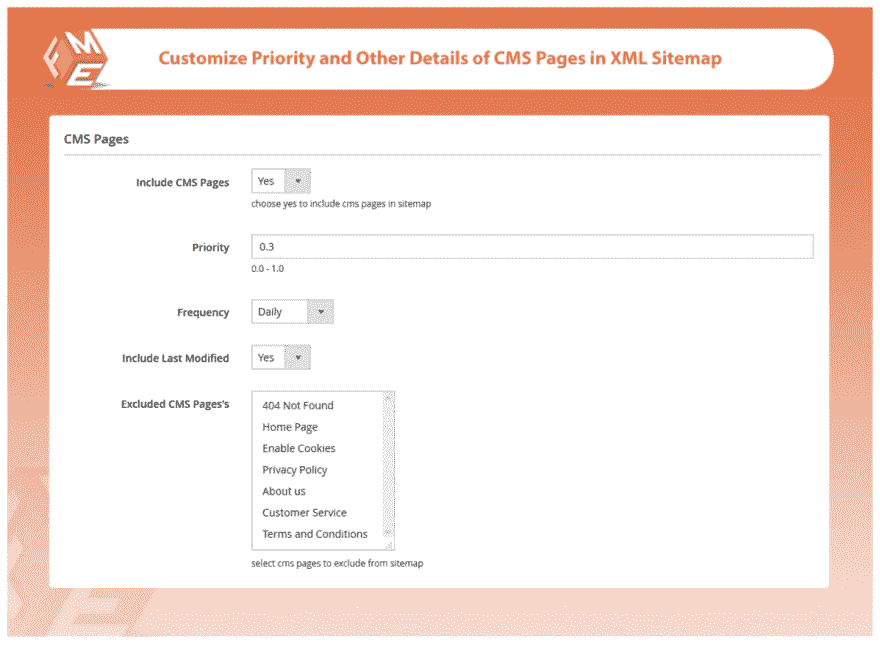 FME
Customize Priority and Other Details of CMS Pages in XML Sitemap
CMS Pages
Include CMS Pages
Yes
choose yes to include cms pages in sitemap
Priority
0.3
0.0 - 1.0
Frequency
Daily
Include Last Modified
Yes
Excluded CMS Pages's
404 Not Found
Home Page
Enable Cookies
Privacy Policy
About us
Customer Service
Terms and Conditions
select cms pages to exclude from sitemap